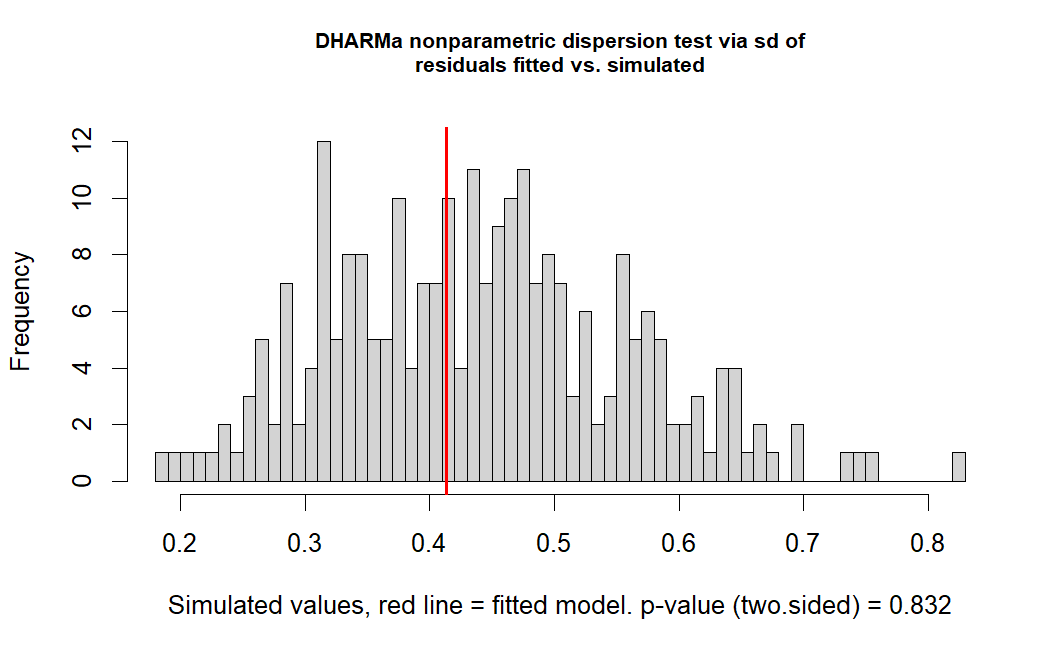 DHARMa nonparametric dispersion test via sd of
residuals fitted vs. simulated
Frequency
12
10
8
6
4
2
0
0.2 0.3 0.4 0.5 0.6 0.7 0.8
Simulated values, red line = fitted model. p-value (two.sided) = 0.832